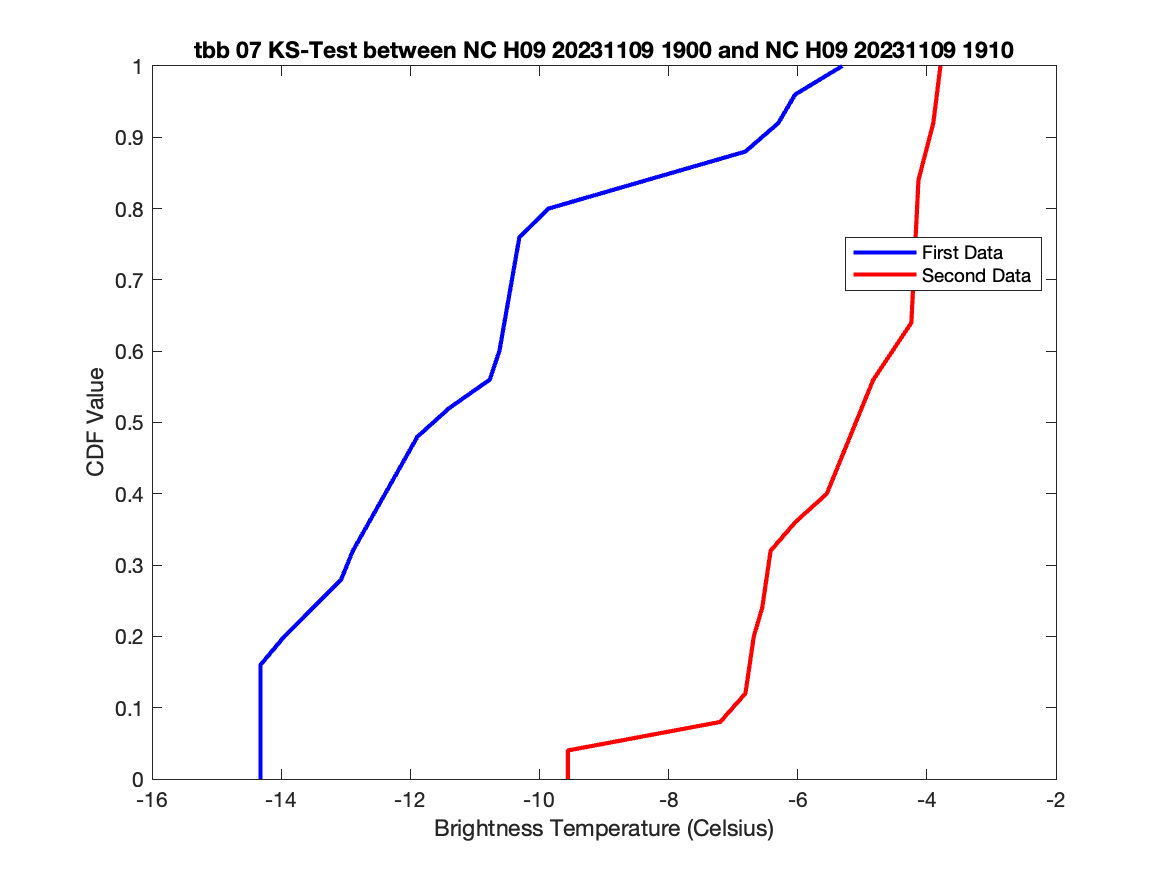 tbb 07 KS-Test between NC H09 20231109 1900 and NC H09 20231109 1910
1
0.9
0.8
0.7
0.6
0.5
0.4
0.3
0.2
0.1
0
CDF Value
First Data
Second Data
-16 -14 -12 -10 -8 -6 -4 -2
Brightness Temperature (Celsius)